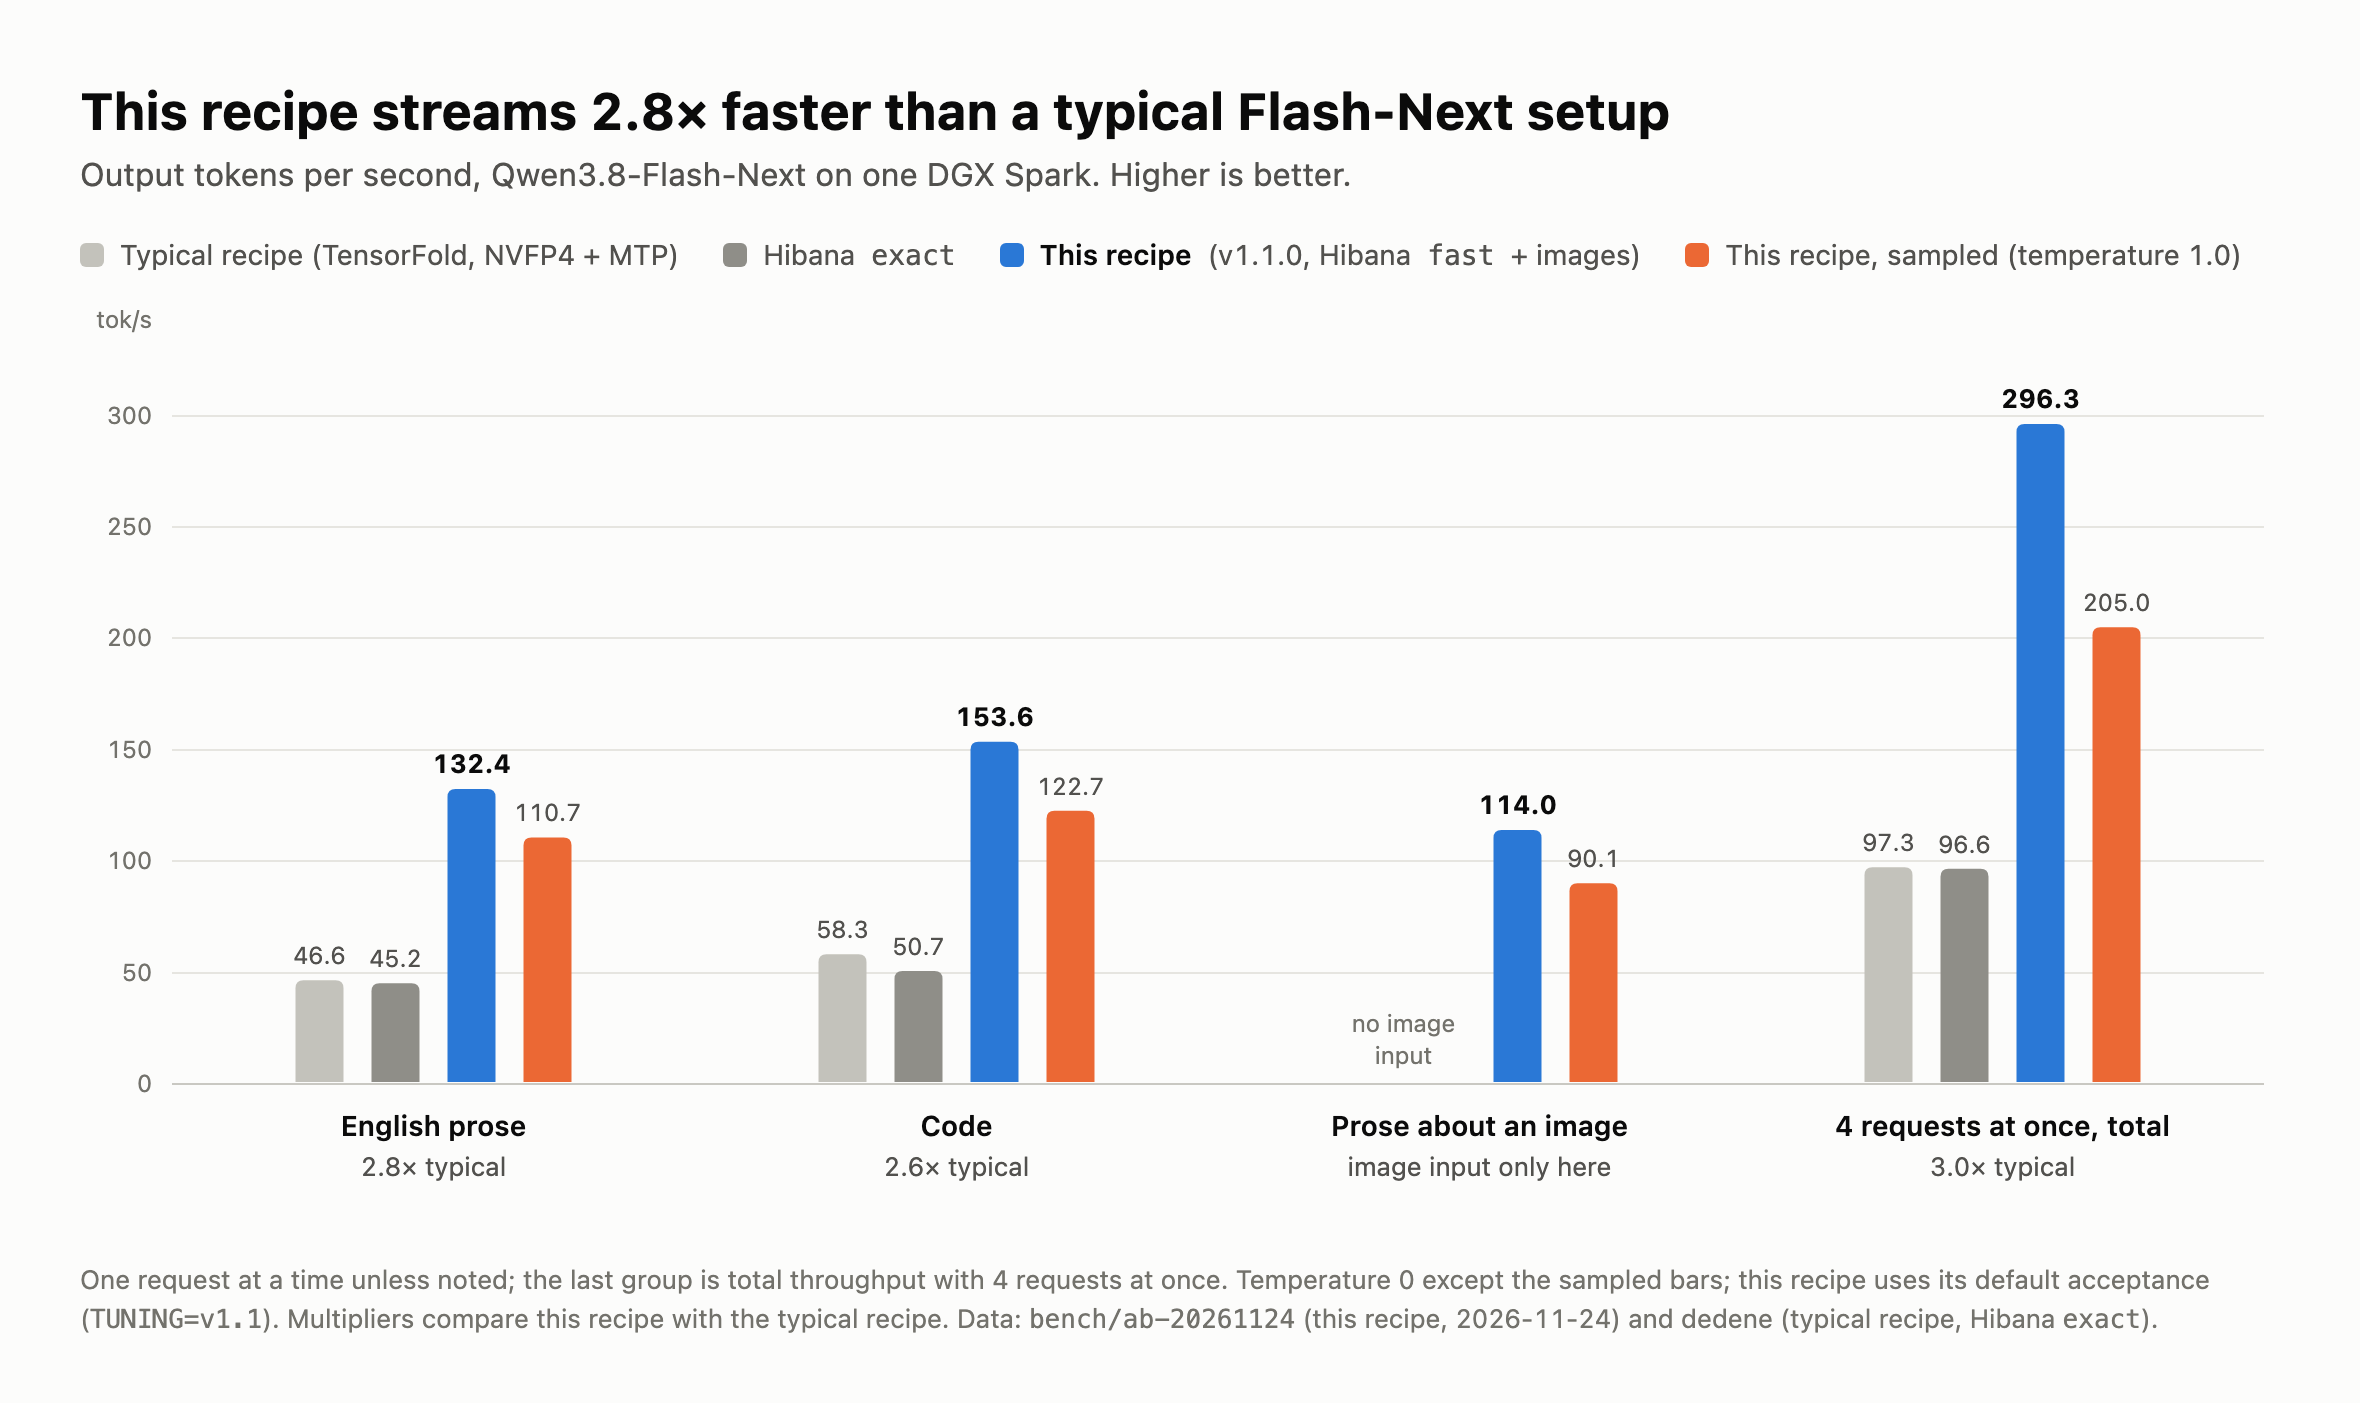 This recipe streams 2.8× faster than a typical Flash-Next setup
Output tokens per second, Qwen3.8-Flash-Next on one DGX Spark. Higher is better.
Typical recipe (TensorFold, NVFP4 + MTP) Hibana exact This recipe (v1.1.0, Hibana fast + images) This recipe, sampled (temperature 1.0)
tok/s
300
250
200
150
100
50
0
46.6 45.2 132.4 110.7
58.3 50.7 153.6 122.7
no image
input
114.0 90.1
97.3 96.6 296.3 205.0
English prose
2.8× typical
Code
2.6× typical
Prose about an image
image input only here
4 requests at once, total
3.0× typical
One request at a time unless noted; the last group is total throughput with 4 requests at once. Temperature 0 except the sampled bars; this recipe uses its default acceptance
(TUNING=v1.1). Multipliers compare this recipe with the typical recipe. Data: bench/ab-20261124 (this recipe, 2026-11-24) and dedene (typical recipe, Hibana exact).